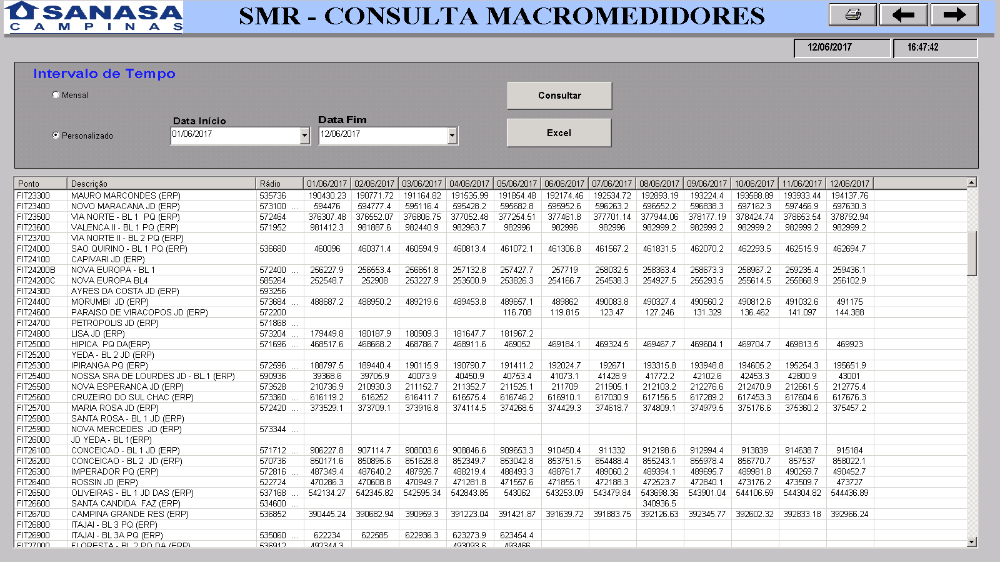 SANASA
CAMPINAS
SMR - CONSULTA MACROMEDIDORES
12/06/2017 16:47:42
Intervalo de Tempo
Mensal
Consultar
Data Início Data Fim
Personalizado 01/06/2017 12/06/2017
Excel
Ponto Descrição Rádio 01/06/2017 02/06/2017 03/06/2017 04/06/2017 05/06/2017 06/06/2017 07/06/2017 08/06/2017 09/06/2017 10/06/2017 11/06/2017 12/06/2017
FIT23300 MAURO MARCONDES (ERP) 535736 190430.23 190771.72 191164.82 191535.99 191854.48 192174.46 192534.72 192893.19 193224.4 193588.89 193933.44 194137.76
FIT23400 NOVO MARACANA JD (ERP) 573100 ... 594476 594777.4 595116.4 595428.2 595682.8 595952.6 596263.2 596552.2 596838.3 597162.3 597456.9 597630.3
FIT23500 VIA NORTE - BL 1 PQ (ERP) 572464 376307.48 376552.07 376806.75 377052.48 377254.51 377461.8 377701.14 377944.06 378177.19 378424.74 378653.54 378792.94
FIT23600 VALENCA II - BL 1 PQ (ERP) 571952 981412.3 981887.6 982440.9 982963.7 982996 982996 982996 982999.2 982999.2 982999.2 982999.2 982999.2
FIT23700 VIA NORTE II - BL 2 PQ (ERP)
FIT24000 SAO QUIRINO - BL 1 PQ (ERP) 536680 460096 460371.4 460594.9 460813.4 461072.1 461306.8 461567.2 461831.5 462070.2 462293.5 462515.9 462694.7
FIT24100 CAPIVARI JD (ERP)
FIT24200B NOVA EUROPA - BL 1 572400 ... 256227.9 256553.4 256851.8 257132.8 257427.7 257719 258032.5 258363.4 258673.3 258967.2 259235.4 259436.1
FIT24200C NOVA EUROPA BL4 585264 252548.7 252908 253227.9 253500.9 253826.3 254166.7 254538.3 254927.5 255293.5 255614.5 255868.9 256102.9
FIT24300 AYRES DA COSTA JD (ERP) 593256
FIT24400 MORUMBI JD (ERP) 573684 ... 488687.2 488950.2 489219.6 489453.8 489657.1 489862 490083.8 490327.4 490560.2 490812.6 491032.6 491175
FIT24600 PARAISO DE VIRACOPOS JD (ERP) 572200 116.708 119.815 123.47 127.246 131.329 136.462 141.097 144.388
FIT24700 PETROPOLIS JD (ERP) 571868 ...
FIT24800 LISA JD (ERP) 573204 ... 179449.8 180187.9 180909.3 181647.7 181967.2
FIT25000 HIPICA PQ DA(ERP) 571696 ... 468517.6 468668.2 468786.7 468911.6 469052 469184.1 469324.5 469467.7 469604.1 469704.7 469813.5 469923
FIT25200 YEDA - BL 2 JD (ERP)
FIT25300 IPIRANGA PQ (ERP) 572596 ... 188797.5 189440.4 190115.9 190790.7 191411.2 192024.7 192671 193315.8 193948.8 194605.2 195254.3 195651.9
FIT25400 NOSSA SRA DE LOURDES JD - BL.1 (ERP) 590936 39368.6 39705.9 40073.9 40450.9 40753.4 41073.1 41428.9 41772.2 42102.6 42453.3 42800.9 43001
FIT25500 NOVA ESPERANCA JD (ERP) 573528 210736.9 210930.3 211152.7 211352.7 211525.1 211709 211905.1 212103.2 212276.6 212470.9 212661.5 212775.4
FIT25600 CRUZEIRO DO SUL CHAC (ERP) 573360 ... 616119.2 616252 616411.7 616575.4 616746.2 616910.1 617030.9 617156.5 617289.2 617453.3 617604.6 617676.3
FIT25700 MARIA ROSA JD (ERP) 572420 ... 373529.1 373709.1 373916.8 374114.5 374268.5 374429.3 374618.7 374809.1 374979.5 375176.6 375360.2 375457.2
FIT25800 SANTA ROSA - BL 1 JD (ERP)
FIT25900 NOVA MERCEDES JD (ERP) 573344 ...
FIT26000 JD YEDA - BL 1(ERP)
FIT26100 CONCEICAO - BL 1 JD (ERP) 571712 ... 906227.8 907114.7 908003.6 908846.6 909653.3 910450.4 911332 912198.6 912994.4 913839 914638.7 915184
FIT26200 CONCEICAO - BL 2 JD (ERP) 570736 850171.6 850895.6 851628.8 852349.7 853042.8 853751.5 854488.4 855243.1 855978.4 856770.7 857537 858022.1
FIT26300 IMPERADOR PQ (ERP) 572816 ... 487349.4 487640.2 487926.7 488219.4 488493.3 488761.7 489060.2 489394.1 489695.7 489981.8 490259.7 490452.7
FIT26400 ROSSIN JD (ERP) 522724 470286.3 470608.8 470949.7 471281.8 471557.6 471855.1 472188.3 472523.7 472840.1 473176.2 473509.7 473727
FIT26500 OLIVEIRAS - BL 1 JD DAS (ERP) 537168 ... 542134.27 542345.82 542595.34 542843.85 543062 543253.09 543479.84 543698.36 543901.04 544106.59 544304.82 544436.89
FIT26600 SANTA CANDIDA FAZ (ERP) 534600 ... 340936.5
FIT26700 CAMPINA GRANDE RES (ERP) 536852 390445.24 390682.94 390959.3 391223.04 391421.87 391639.72 391883.75 392126.63 392345.77 392602.32 392833.18 392966.24
FIT26800 ITAJAI - BL 3 PQ (ERP)
FIT26900 ITAJAI - BL 3A PQ (ERP) 535060 ... 622234 622585 622936.3 623273.9 623454.4
FIT27000 FLORESTA - BL 2 PQ DA (ERP) 536912 492344.3 493093.6 493466